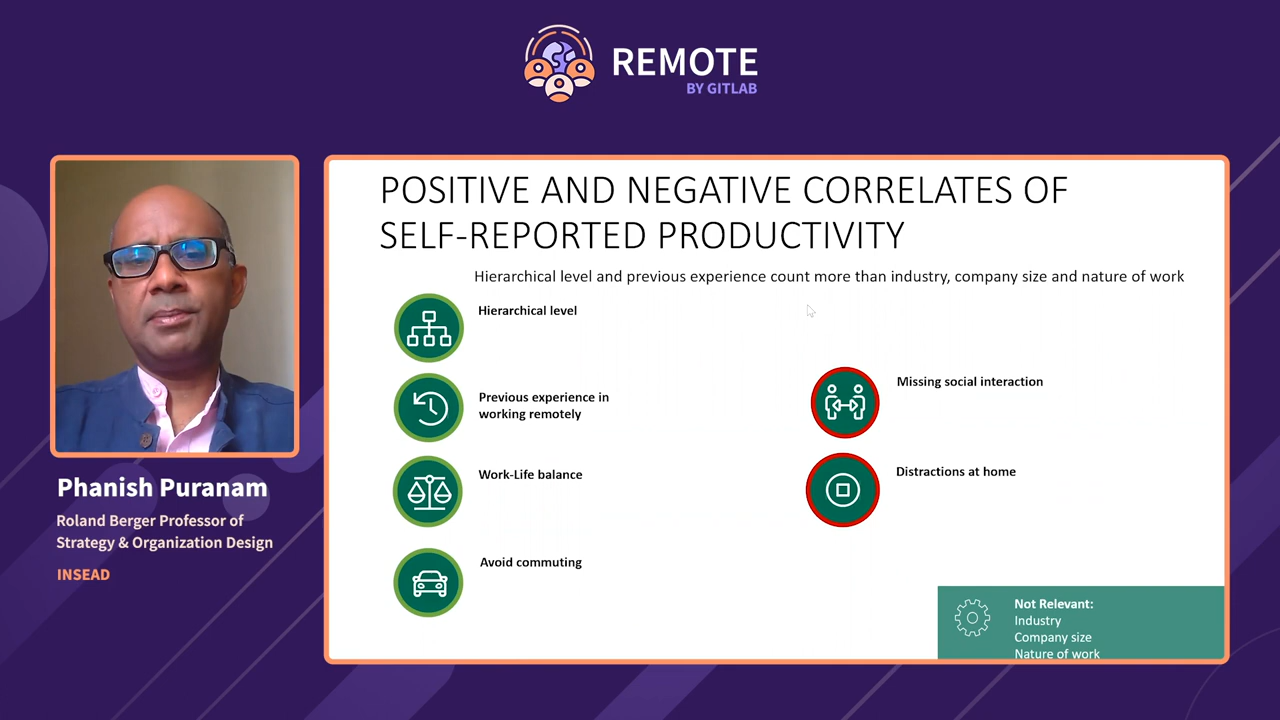 REMOTE
BY GITLAB
POSITIVE AND NEGATIVE CORRELATES OF
SELF-REPORTED PRODUCTIVITY
Hierarchical level and previous experience count more than industry, company size and nature of work
Hierarchical level
Previous experience in
working remotely
Work-Life balance
Avoid commuting
Missing social interaction
Distractions at home
Not Relevant:
Industry
Company size
Nature of work
Phanish Puranam
Roland Berger Professor of
Strategy & Organization Design
INSEAD